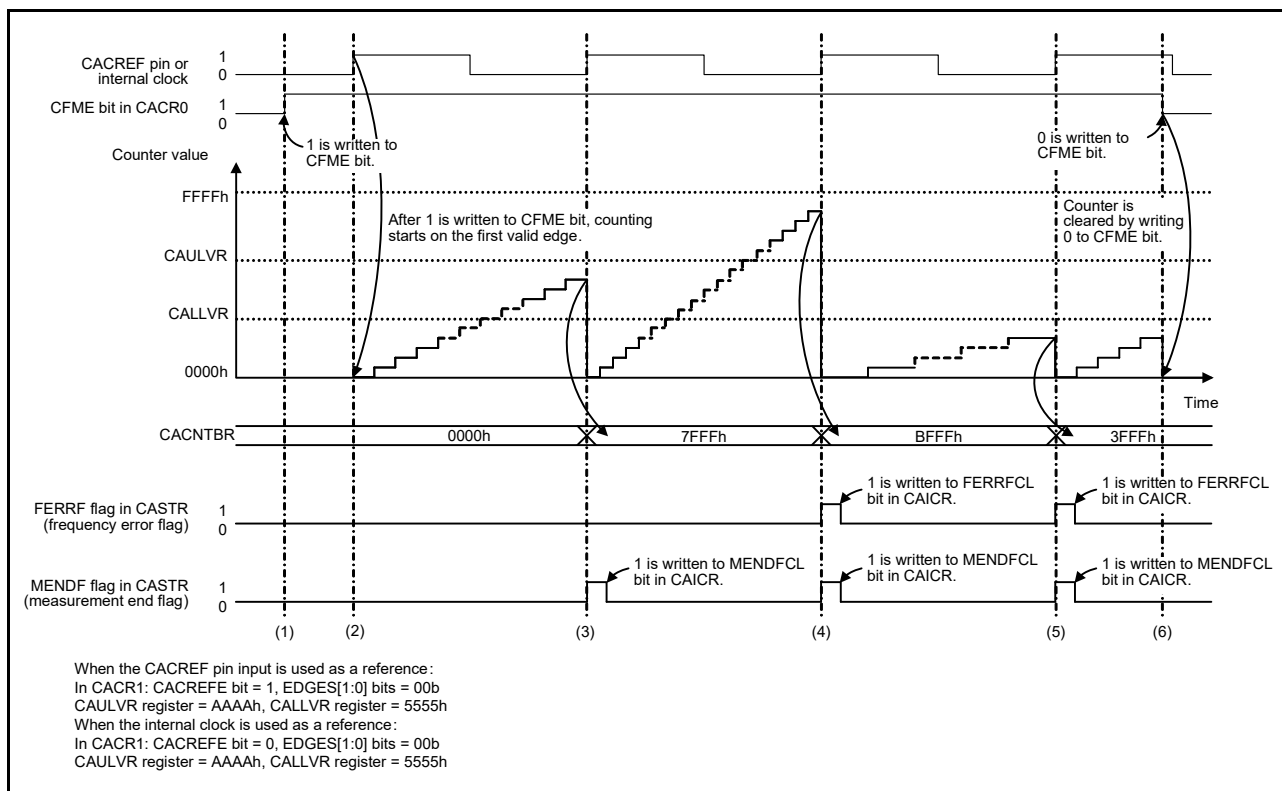 CACREF pin or
internal clock
1
0
CFME bit in CACR0
1
0
1 is written to
CFME bit.
0 is written to
CFME bit.
Counter value
FFFFh
After 1 is written to CFME bit, counting
starts on the first valid edge.
Counter is
cleared by writing
0 to CFME bit.
CAULVR
CALLVR
0000h
Time
CACNTBR
0000h
7FFFh
BFFFh
3FFFh
1 is written to FERRFCL
bit in CAICR.
1 is written to FERRFCL
bit in CAICR.
FERRF flag in CASTR
(frequency error flag)
1
0
1 is written to MENDFCL
bit in CAICR.
1 is written to MENDFCL
bit in CAICR.
1 is written to MENDFCL
bit in CAICR.
MENDF flag in CASTR
(measurement end flag)
1
0
(1)
(2)
(3)
(4)
(5)
(6)
When the CACREF pin input is used as a reference:
In CACR1: CACREFE bit = 1, EDGES[1:0] bits = 00b
CAULVR register = AAAAh, CALLVR register = 5555h
When the internal clock is used as a reference:
In CACR1: CACREFE bit = 0, EDGES[1:0] bits = 00b
CAULVR register = AAAAh, CALLVR register = 5555h